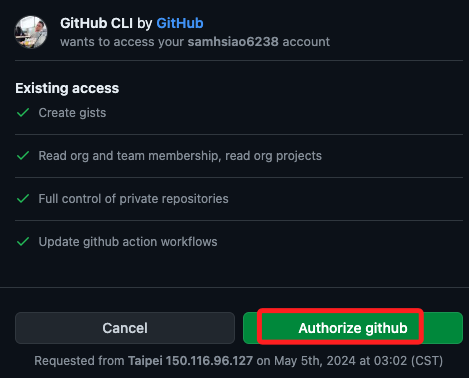 GitHub CLI by GitHub
wants to access your samhsiao6238 account
Existing access
Create gists
Read org and team membership, read org projects
Full control of private repositories
Update github action workflows
Cancel
Authorize github
Requested from Taipei 150.116.96.127 on May 5th, 2024 at 03:02 (CST)